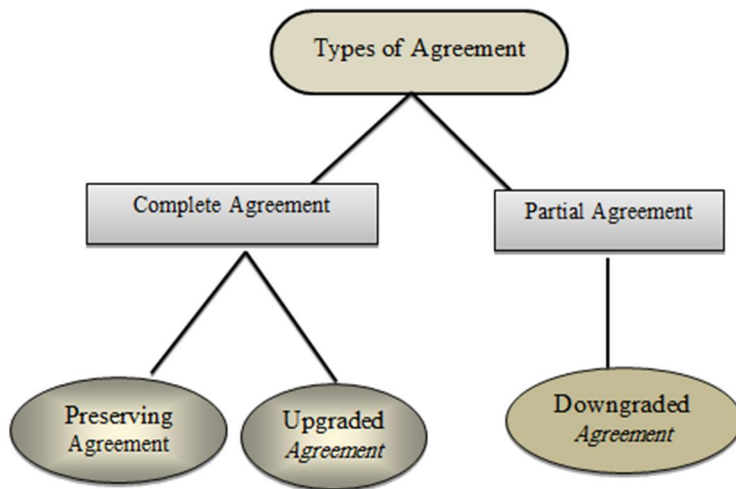 Types of Agreement
Complete Agreement
Partial Agreement
Preserving
Agreement
Upgraded
Agreement
Downgraded
Agreement